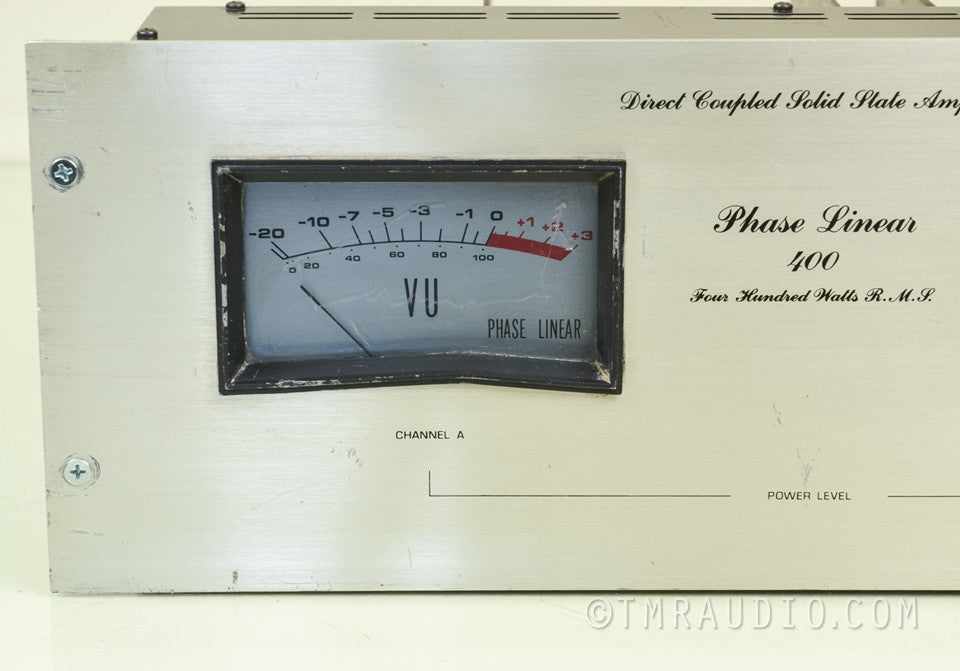 Direct Coupled Solid State Amp
Phase Linear
400
Four Hundred Watts R.M.S.
-20 -10 -7 -5 -3 -1 0 +1 +2 +3
0 20 40 60 80 100
VU
PHASE LINEAR
CHANNEL A
POWER LEVEL
©TMRAUDIO.COM